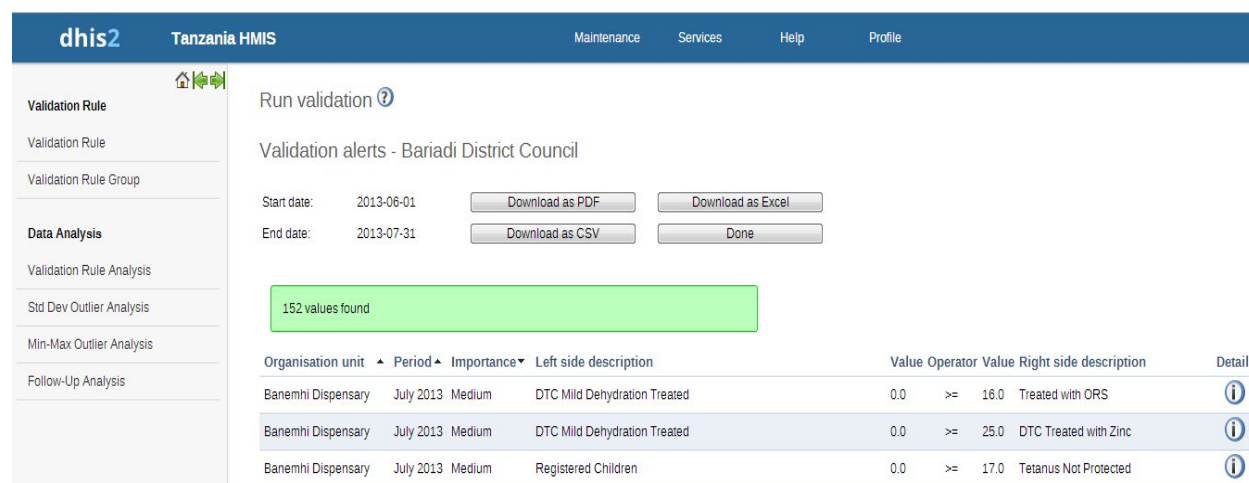 dhis2 Tanzania HMIS Maintenance Services Help Profile
Validation Rule
Validation Rule
Validation Rule Group
Data Analysis
Validation Rule Analysis
Std Dev Outlier Analysis
Min-Max Outlier Analysis
Follow-Up Analysis
Run validation
Validation alerts - Bariadi District Council
Start date: 2013-06-01 Download as PDF Download as Excel
End date: 2013-07-31 Download as CSV Done
152 values found
Organisation unit Period Importance Left side description Value Operator Value Right side description Detail
Banemhi Dispensary July 2013 Medium DTC Mild Dehydration Treated 0.0 >= 16.0 Treated with ORS
Banemhi Dispensary July 2013 Medium DTC Mild Dehydration Treated 0.0 >= 25.0 DTC Treated with Zinc
Banemhi Dispensary July 2013 Medium Registered Children 0.0 >= 17.0 Tetanus Not Protected